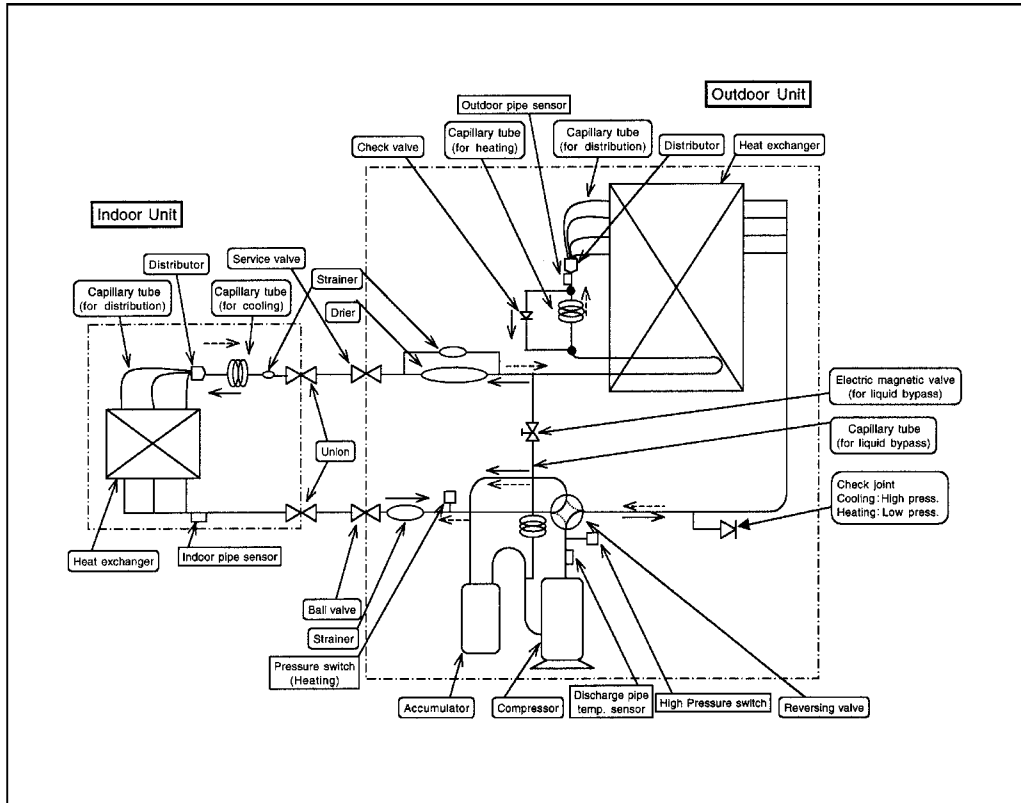 Outdoor Unit
Outdoor pipe sensor
Capillary tube
(for heating)
Capillary tube
(for distribution)
Check valve
Distributor
Heat exchanger
Indoor Unit
Distributor
Service valve
Strainer
Capillary tube
(for distribution)
Capillary tube
(for cooling)
Drier
Electric magnetic valve
(for liquid bypass)
Capillary tube
(for liquid bypass)
Union
Check joint
Cooling: High press.
Heating: Low press.
Indoor pipe sensor
Heat exchanger
Ball valve
Strainer
Pressure switch
(Heating)
Accumulator
Compressor
Discharge pipe
temp. sensor
High Pressure switch
Reversing valve